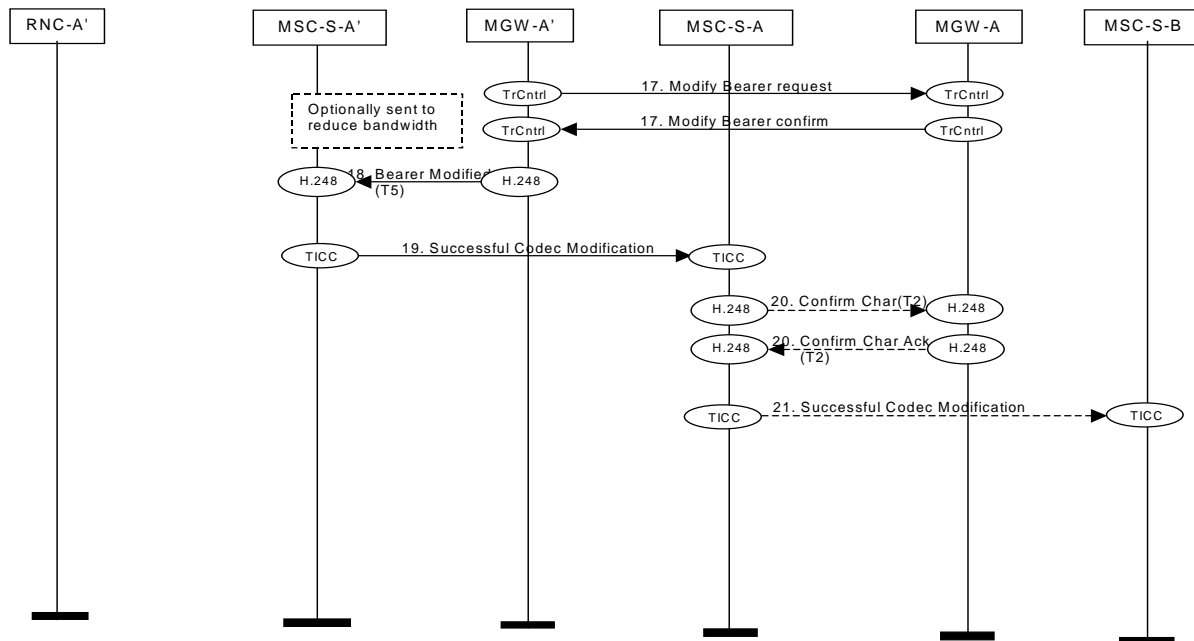 RNC-A'
MSC-S-A’
MGW-A’
MSC-S-A
MGW-A
MSC-S-B
TrCntrl
17. Modify Bearer request
TrCntrl
Optionally sent to
reduce bandwidth
TrCntrl
17. Modify Bearer confirm
TrCntrl
H.248
18. Bearer Modified
(T5)
H.248
TICC
19. Successful Codec Modification
TICC
H.248
20. Confirm Char(T2)
H.248
H.248
20. Confirm Char Ack
(T2)
H.248
TICC
21. Successful Codec Modification
TICC